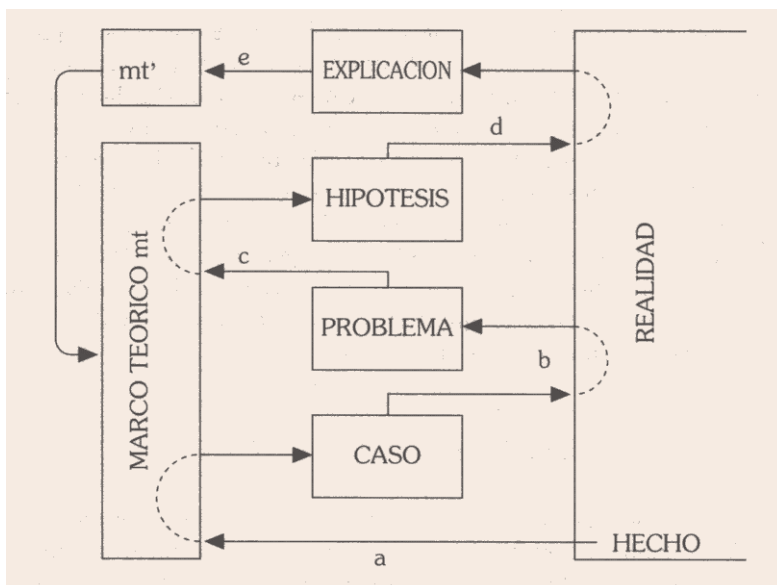 mt'
e
EXPLICACION
d
HIPOTESIS
MARCO TEORICO mt
c
PROBLEMA
REALIDAD
b
CASO
HECHO
a